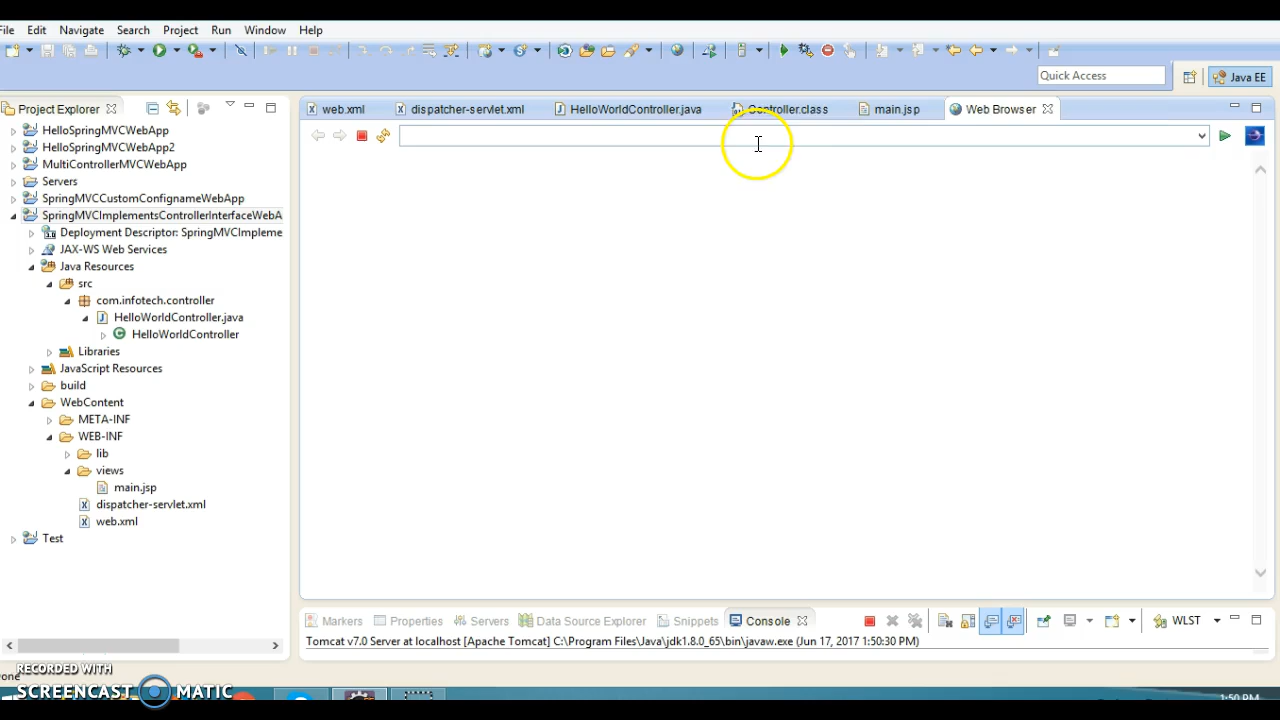 File Edit Navigate Search Project Run Window Help
Quick Access
Java EE
Project Explorer
web.xml dispatcher-servlet.xml HelloWorldController.java Controller.class main.jsp Web Browser
HelloSpringMVCWebApp
HelloSpringMVCWebApp2
MultiControllerMVCWebApp
Servers
SpringMVCCustomConfignameWebApp
SpringMVCImplementsControllerInterfaceWebA
Deployment Descriptor: SpringMVCImpleme
JAX-WS Web Services
Java Resources
src
com.infotech.controller
HelloWorldController.java
HelloWorldController
Libraries
JavaScript Resources
build
WebContent
META-INF
WEB-INF
lib
views
main.jsp
dispatcher-servlet.xml
web.xml
Test
Markers Properties Servers Data Source Explorer Snippets Console
WLST
Tomcat v7.0 Server at localhost [Apache Tomcat] C:\Program Files\Java\jdk1.8.0_65\bin\javaw.exe (Jun 17, 2017 1:50:30 PM)
RECORDED WITH
SCREENCAST MATIC
1:50 PM